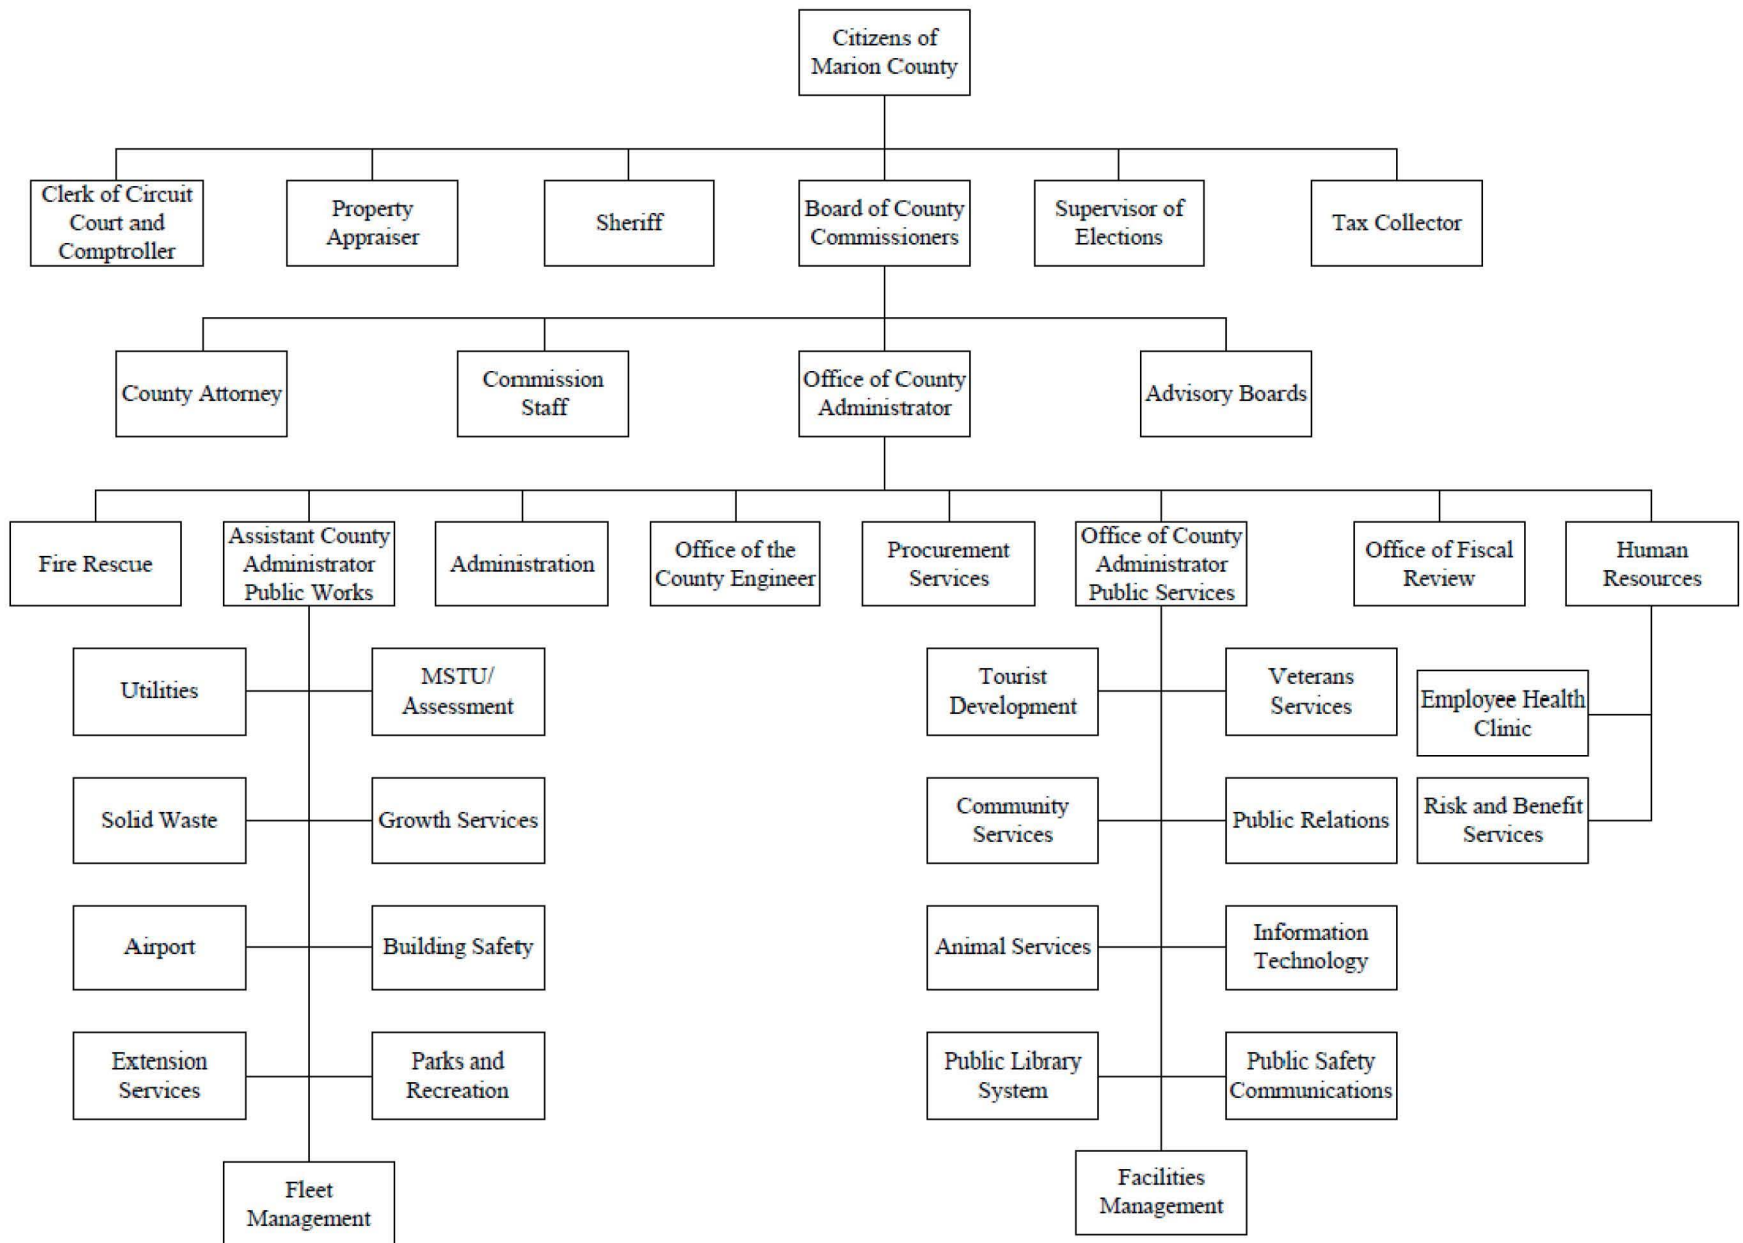 Citizens of
Marion County
Clerk of Circuit
Court and
Comptroller
Property
Appraiser
Sheriff
Board of County
Commissioners
Supervisor of
Elections
Tax Collector
County Attorney
Commission
Staff
Office of County
Administrator
Advisory Boards
Fire Rescue
Assistant County
Administrator
Public Works
Administration
Office of the
County Engineer
Procurement
Services
Office of County
Administrator
Public Services
Office of Fiscal
Review
Human
Resources
Utilities
MSTU/
Assessment
Tourist
Development
Veterans
Services
Employee Health
Clinic
Solid Waste
Growth Services
Community
Services
Public Relations
Risk and Benefit
Services
Airport
Building Safety
Animal Services
Information
Technology
Extension
Services
Parks and
Recreation
Public Library
System
Public Safety
Communications
Fleet
Management
Facilities
Management